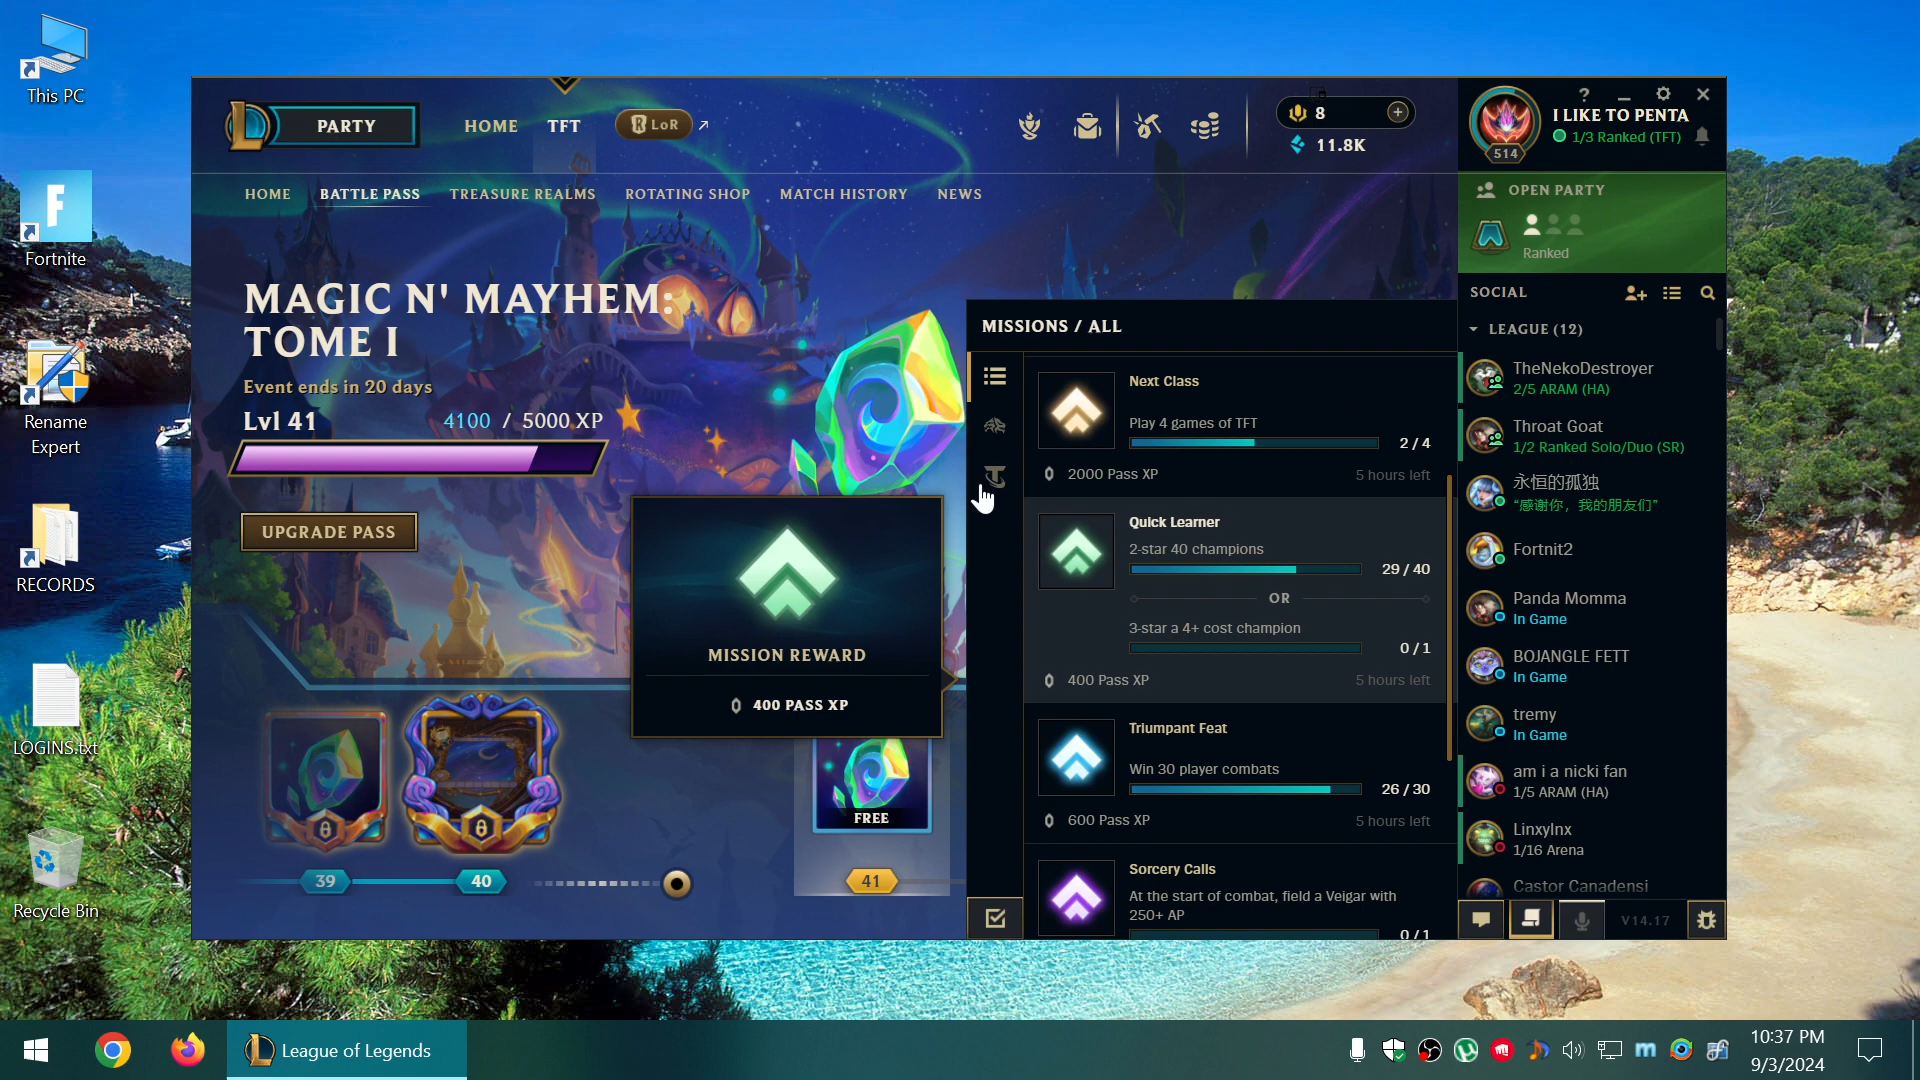 This PC
Fortnite
Rename
Expert
RECORDS
LOGINS.txt
Recycle Bin
PARTY
HOME
TFT
LoR
8
11.8K
HOME
BATTLE PASS
TREASURE REALMS
ROTATING SHOP
MATCH HISTORY
NEWS
MAGIC N' MAYHEM:
TOME I
Event ends in 20 days
Lvl 41
4100 / 5000 XP
UPGRADE PASS
MISSION REWARD
400 PASS XP
FREE
39
40
41
MISSIONS / ALL
Next Class
Play 4 games of TFT
2 / 4
2000 Pass XP
5 hours left
Quick Learner
2-star 40 champions
29 / 40
OR
3-star a 4+ cost champion
0 / 1
400 Pass XP
5 hours left
Triumpant Feat
Win 30 player combats
26 / 30
600 Pass XP
5 hours left
Sorcery Calls
At the start of combat, field a Veigar with
250+ AP
0 / 1
?
I LIKE TO PENTA
1/3 Ranked (TFT)
514
OPEN PARTY
Ranked
SOCIAL
LEAGUE (12)
TheNekoDestroyer
2/5 ARAM (HA)
Throat Goat
1/2 Ranked Solo/Duo (SR)
永恒的孤独
“感谢你，我的朋友们”
Fortnit2
Panda Momma
In Game
BOJANGLE FETT
In Game
tremy
In Game
am i a nicki fan
1/5 ARAM (HA)
Linxylnx
1/16 Arena
Castor Canadensi
V14.17
League of Legends
10:37 PM
9/3/2024